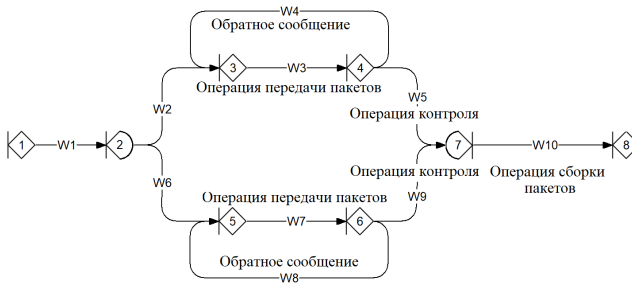 W4
Обратное сообщение
3
W3
4
Операция передачи пакетов
W2
W5
Операция контроля
1
W1
2
7
W10
8
Операция контроля
Операция сборки
пакетов
W6
Операция передачи пакетов
W9
5
W7
6
Обратное сообщение
W8